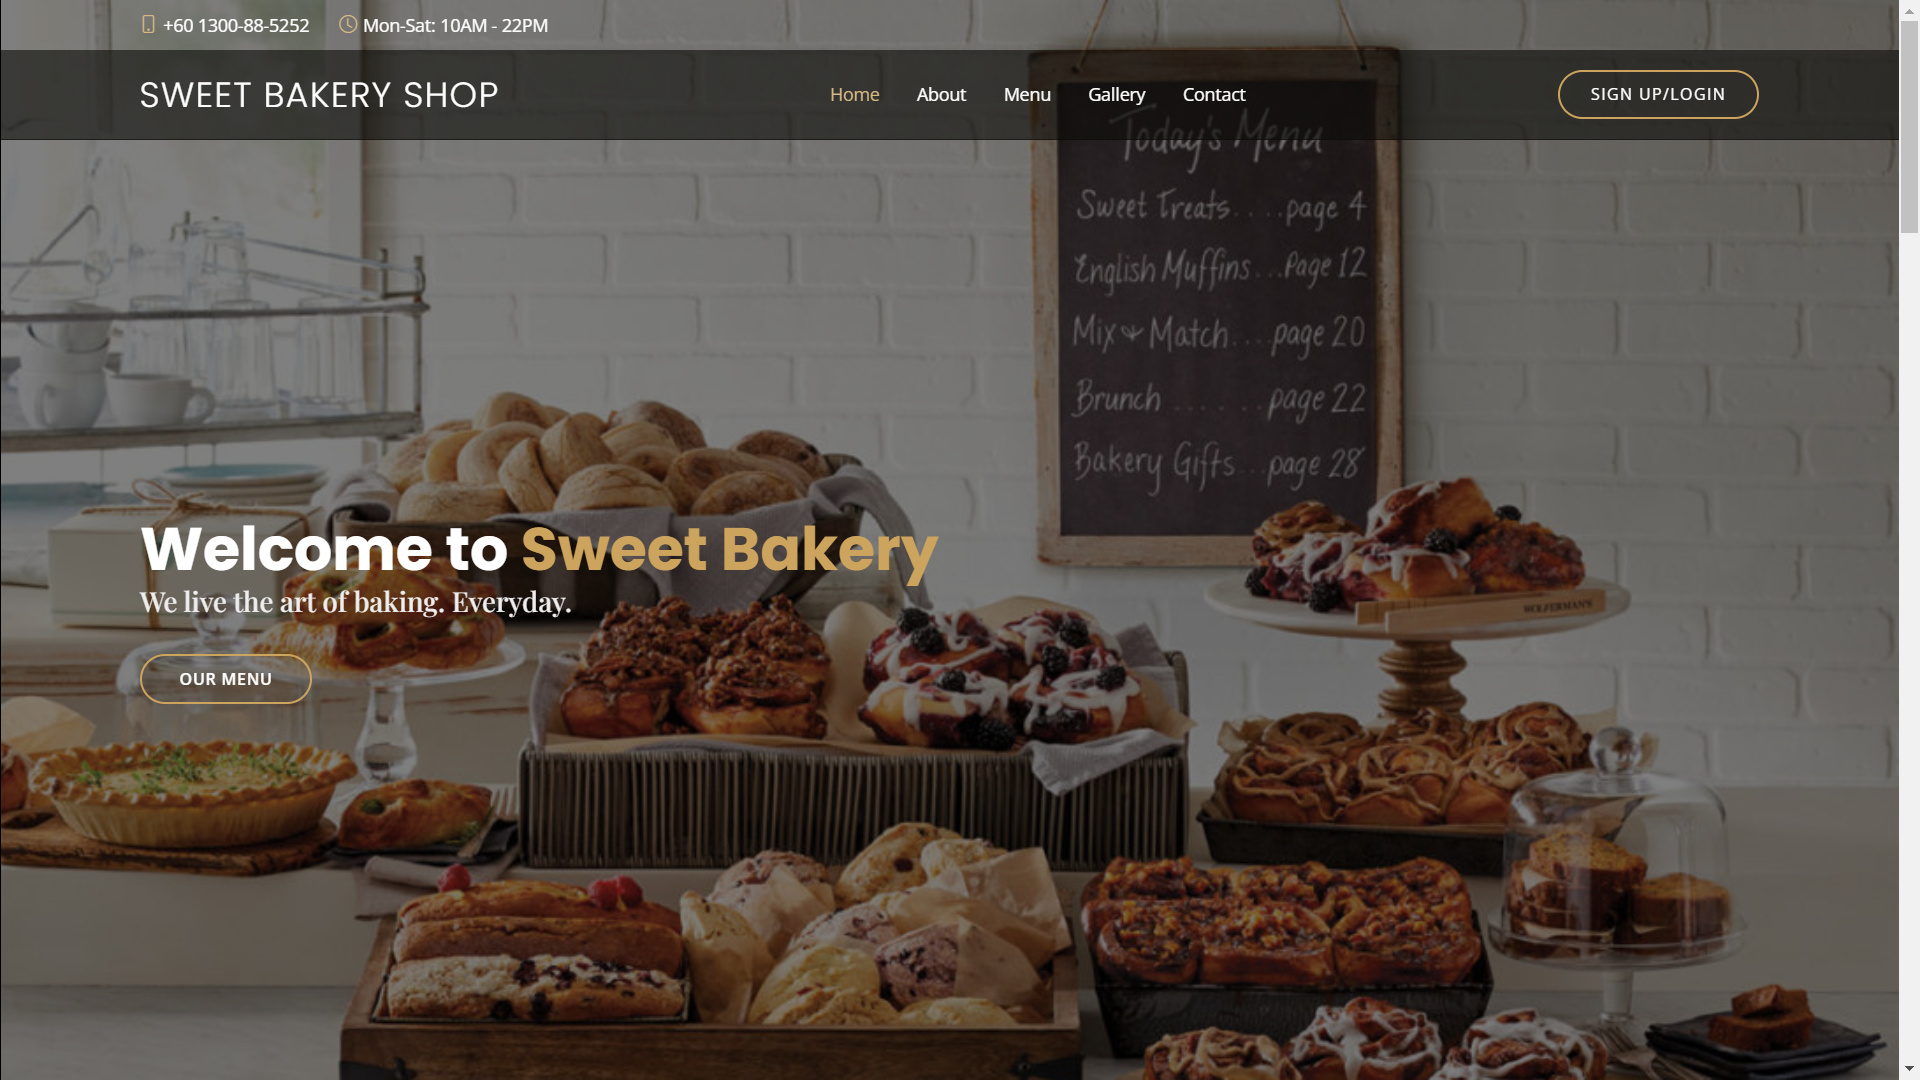 +60 1300-88-5252 Mon-Sat: 10AM - 22PM
SWEET BAKERY SHOP Home About Menu Gallery Contact SIGN UP/LOGIN
Today's Menu
Sweet Treats....page 4
English Muffins...Page 12
Mix & Match....page 20
Brunch ......page 22
Bakery Gifts...page 28
Welcome to Sweet Bakery
We live the art of baking. Everyday.
WOLFERMAN'S
OUR MENU